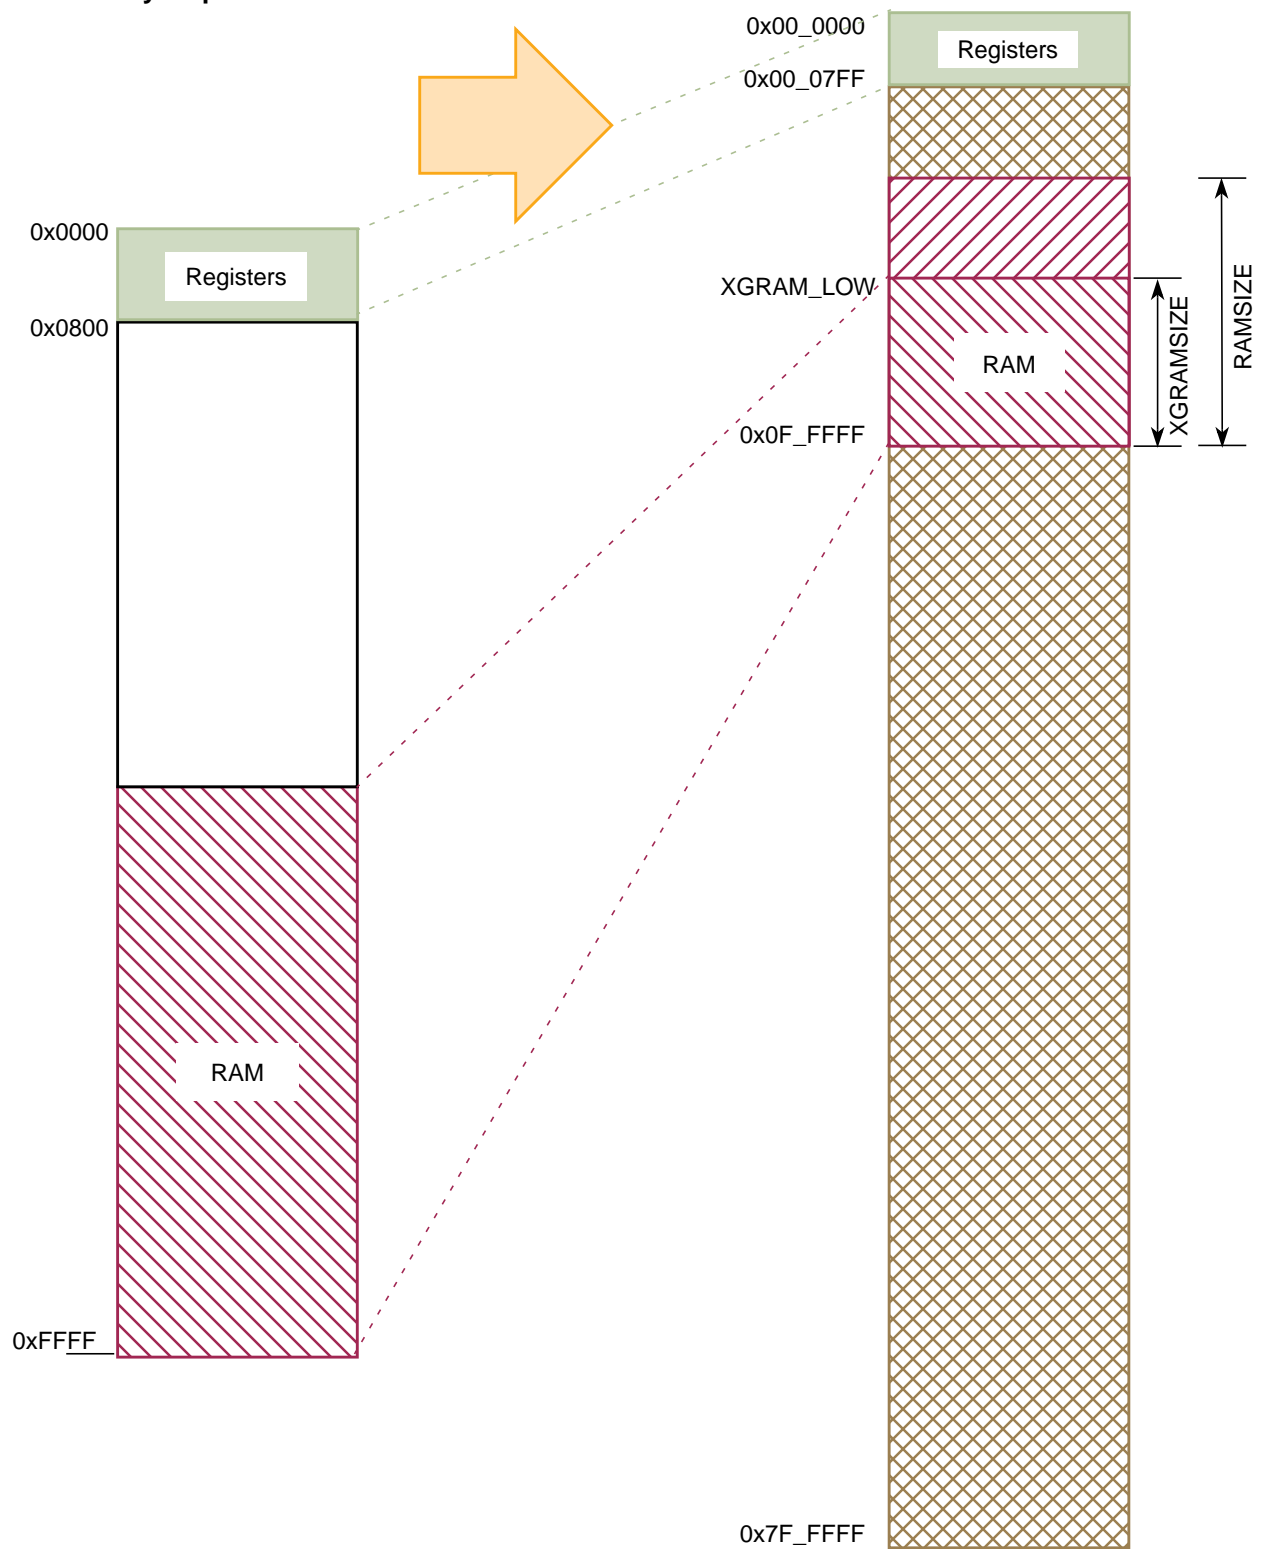 0x00_0000
Registers
0x00_07FF
0x0000
Registers
XGRAM_LOW
0x0800
RAM
XGRAMSIZE
RAMSIZE
0x0F_FFFF
RAM
0xFFFF
0x7F_FFFF